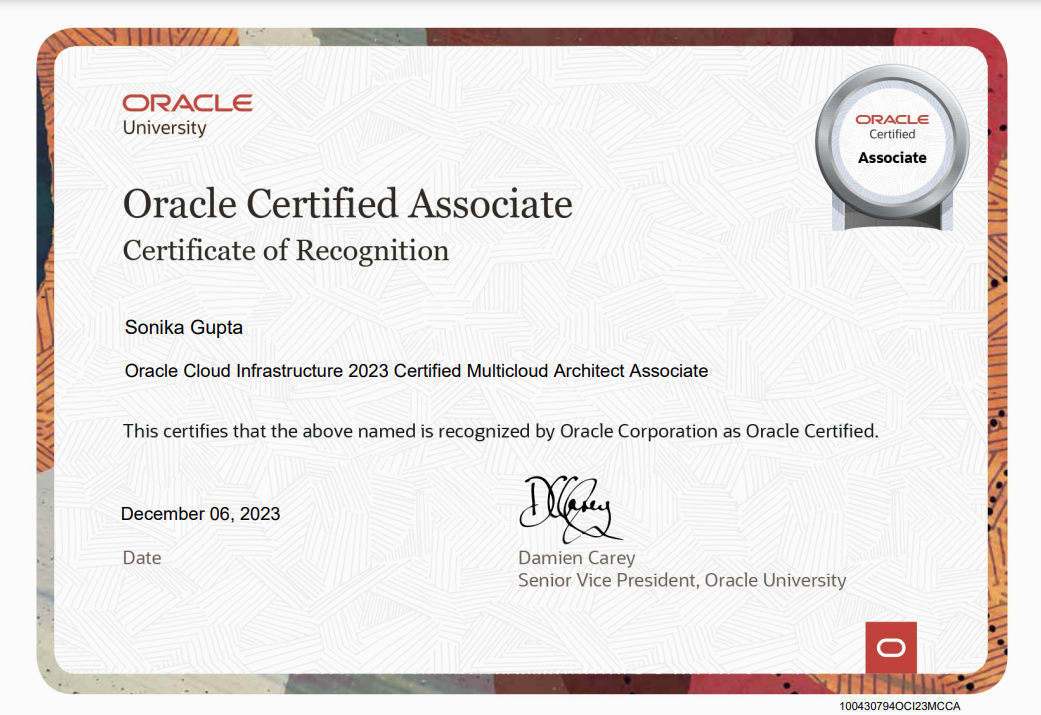 ORACLE
University
ORACLE
Certified
Associate
Oracle Certified Associate
Certificate of Recognition
Sonika Gupta
Oracle Cloud Infrastructure 2023 Certified Multicloud Architect Associate
This certifies that the above named is recognized by Oracle Corporation as Oracle Certified.
DCarey
December 06, 2023
Date
Damien Carey
Senior Vice President, Oracle University
100430794OCI23MCCA